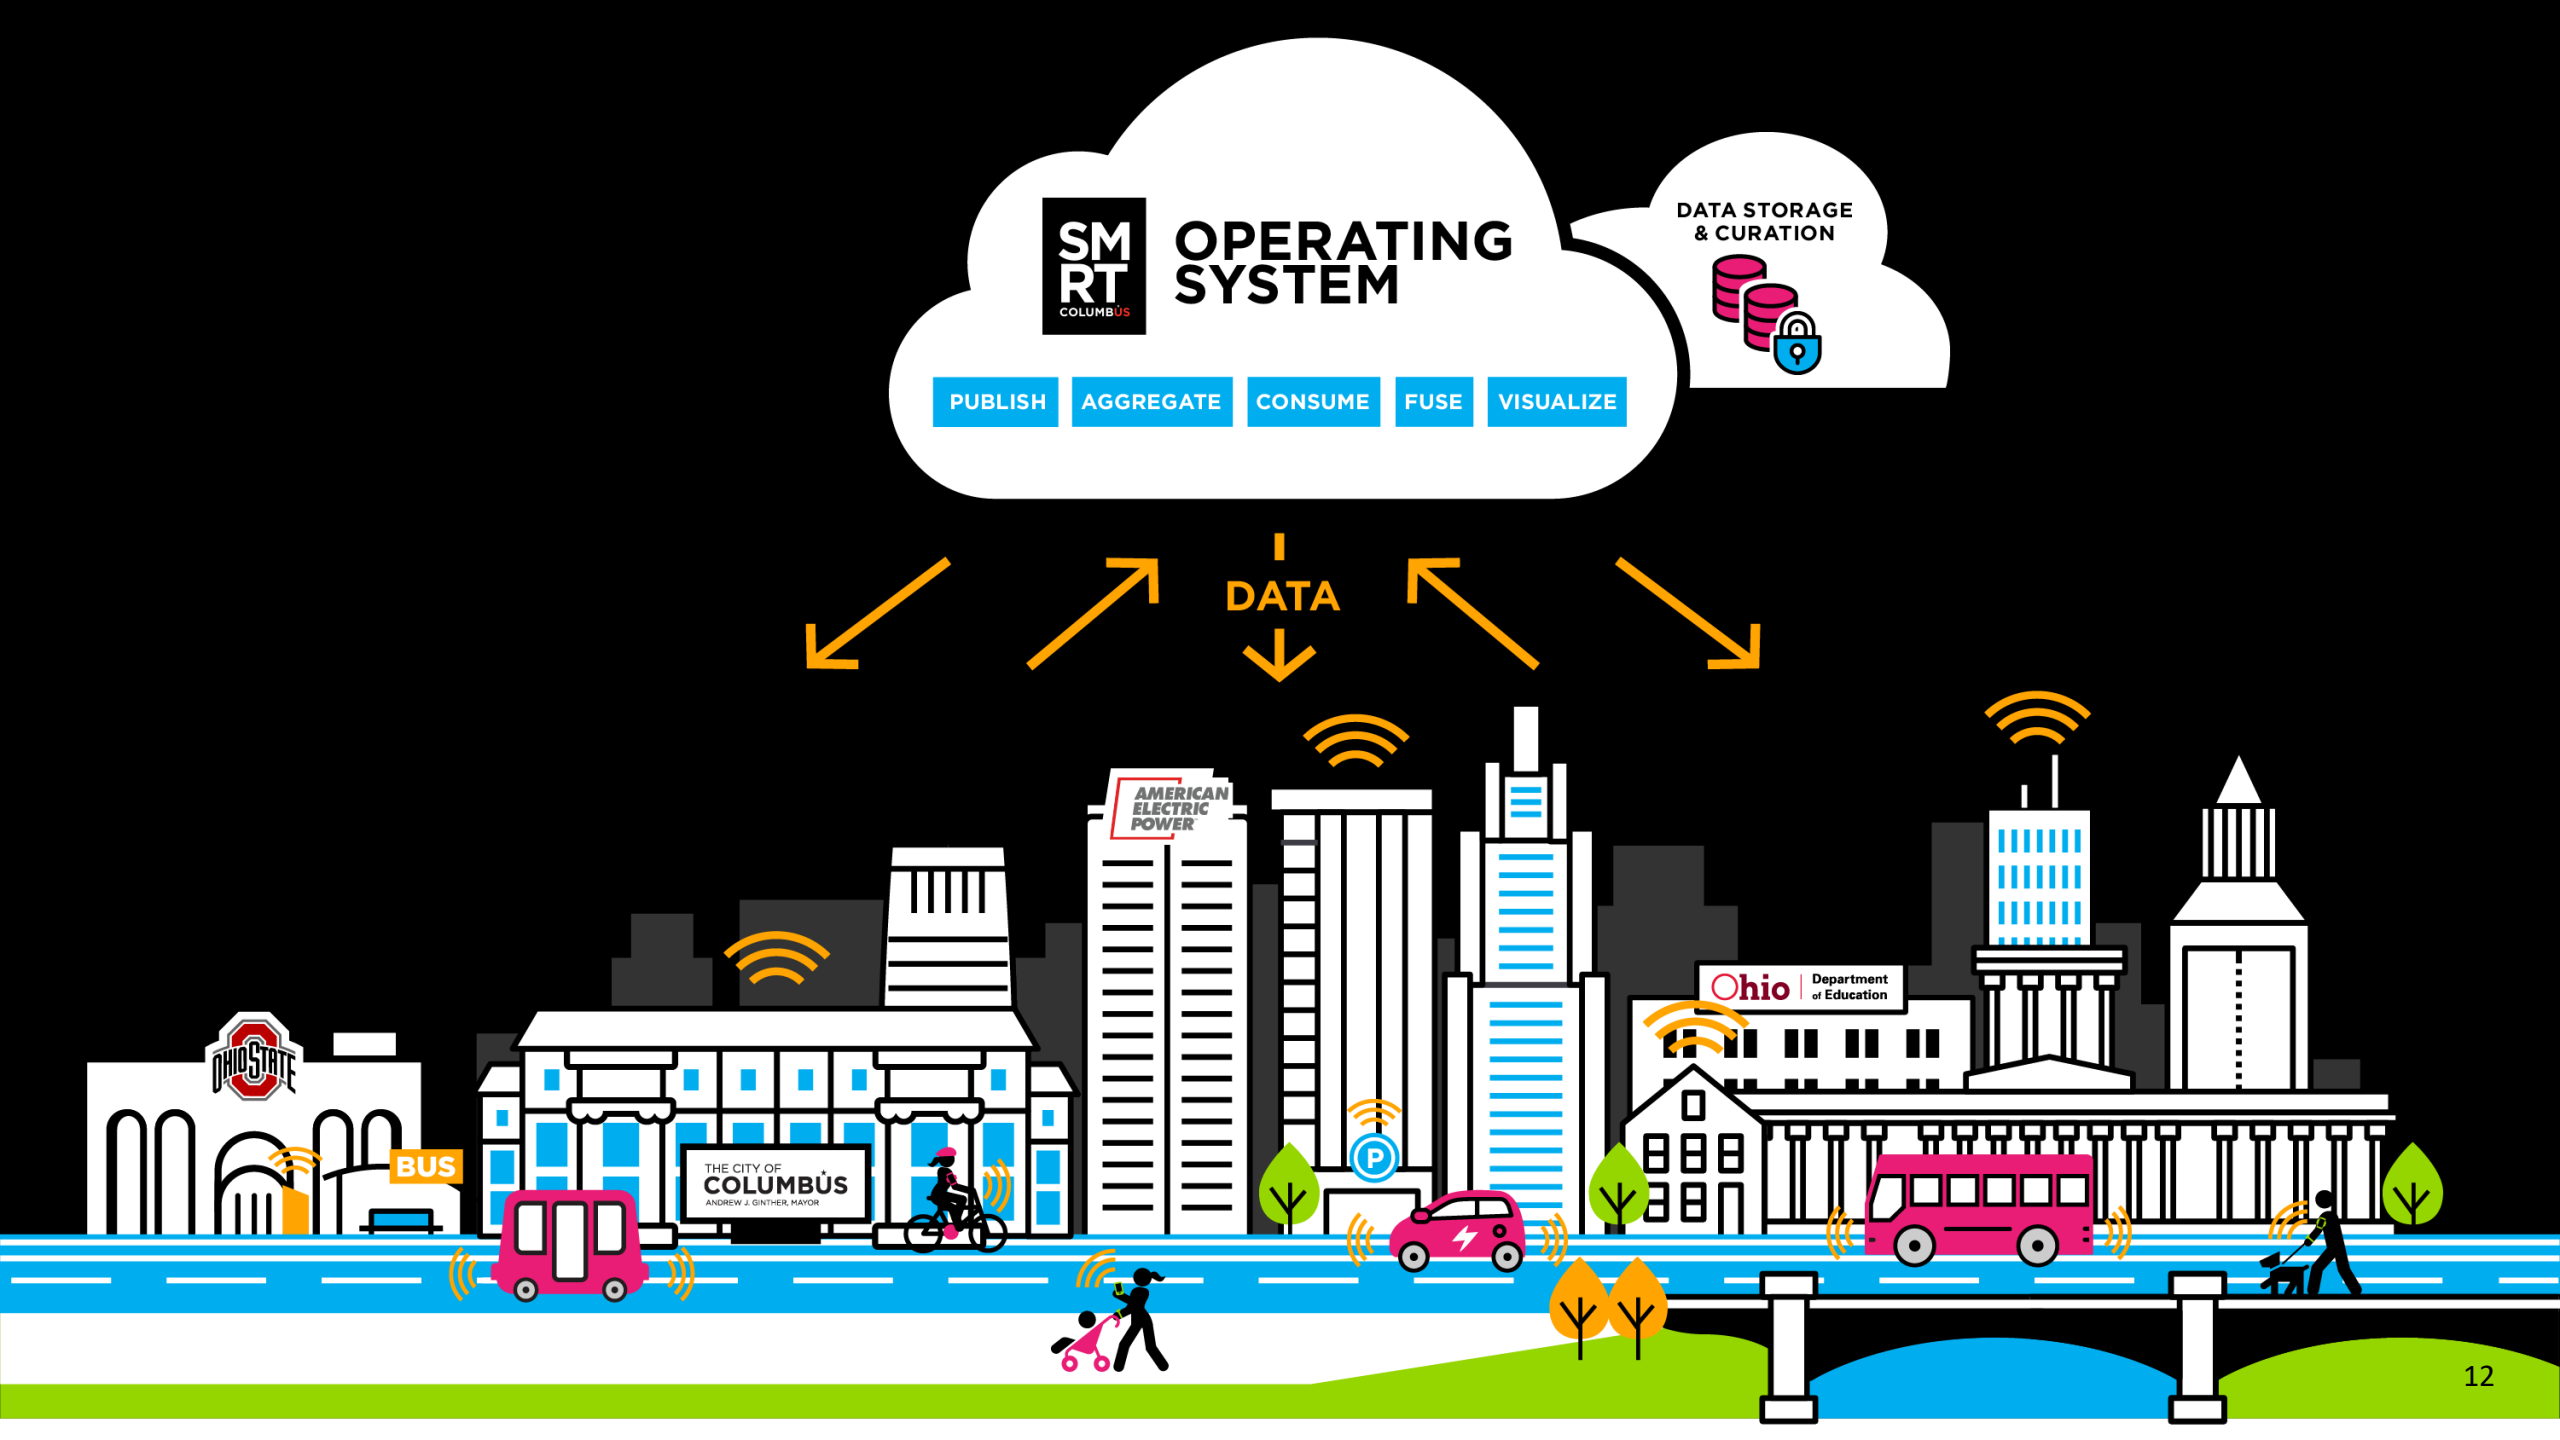 SM
RT
COLUMBUS
OPERATING
SYSTEM
DATA STORAGE
& CURATION
PUBLISH
AGGREGATE
CONSUME
FUSE
VISUALIZE
DATA
AMERICAN
ELECTRIC
POWER
Ohio
Department
of Education
OHIO STATE
BUS
THE CITY OF
COLUMBUS
ANDREW J. GINTHER, MAYOR
P
12